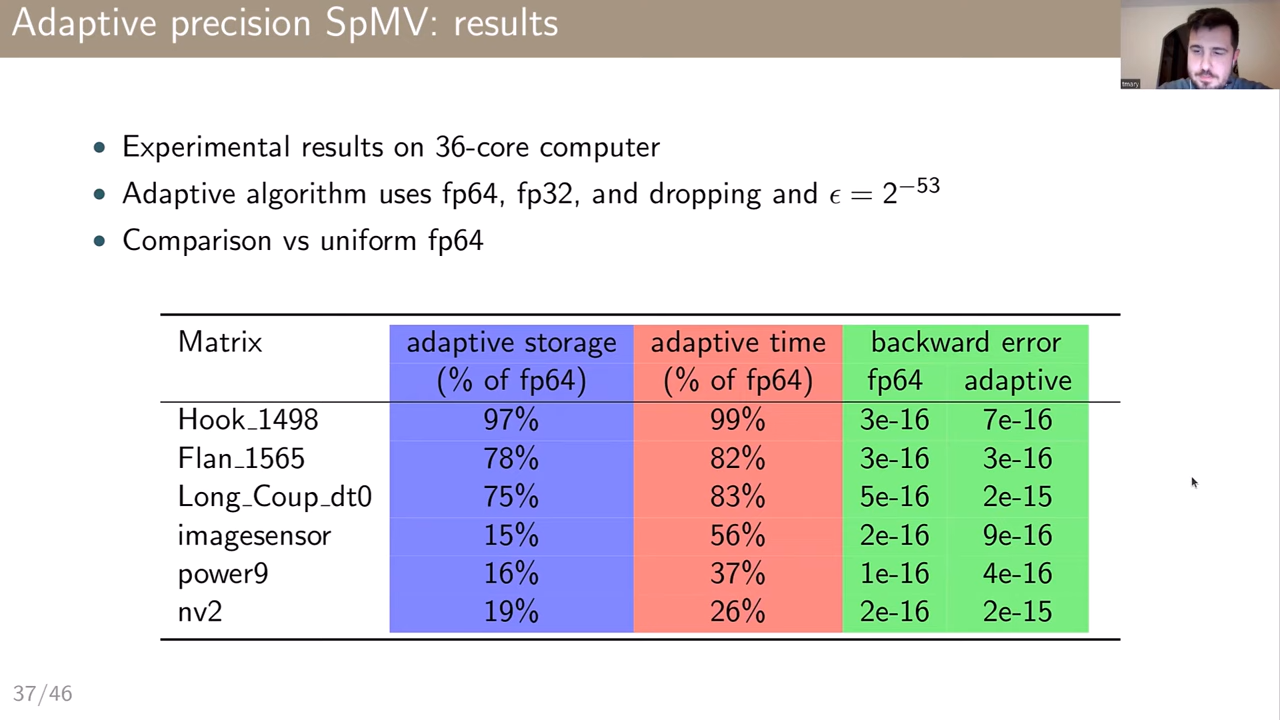 Adaptive precision SpMV: results
tmary
• Experimental results on 36-core computer
• Adaptive algorithm uses fp64, fp32, and dropping and ϵ = 2⁻⁵³
• Comparison vs uniform fp64
Matrix adaptive storage adaptive time backward error
(% of fp64) (% of fp64) fp64 adaptive
Hook_1498 97% 99% 3e-16 7e-16
Flan_1565 78% 82% 3e-16 3e-16
Long_Coup_dt0 75% 83% 5e-16 2e-15
imagesensor 15% 56% 2e-16 9e-16
power9 16% 37% 1e-16 4e-16
nv2 19% 26% 2e-16 2e-15
37/46